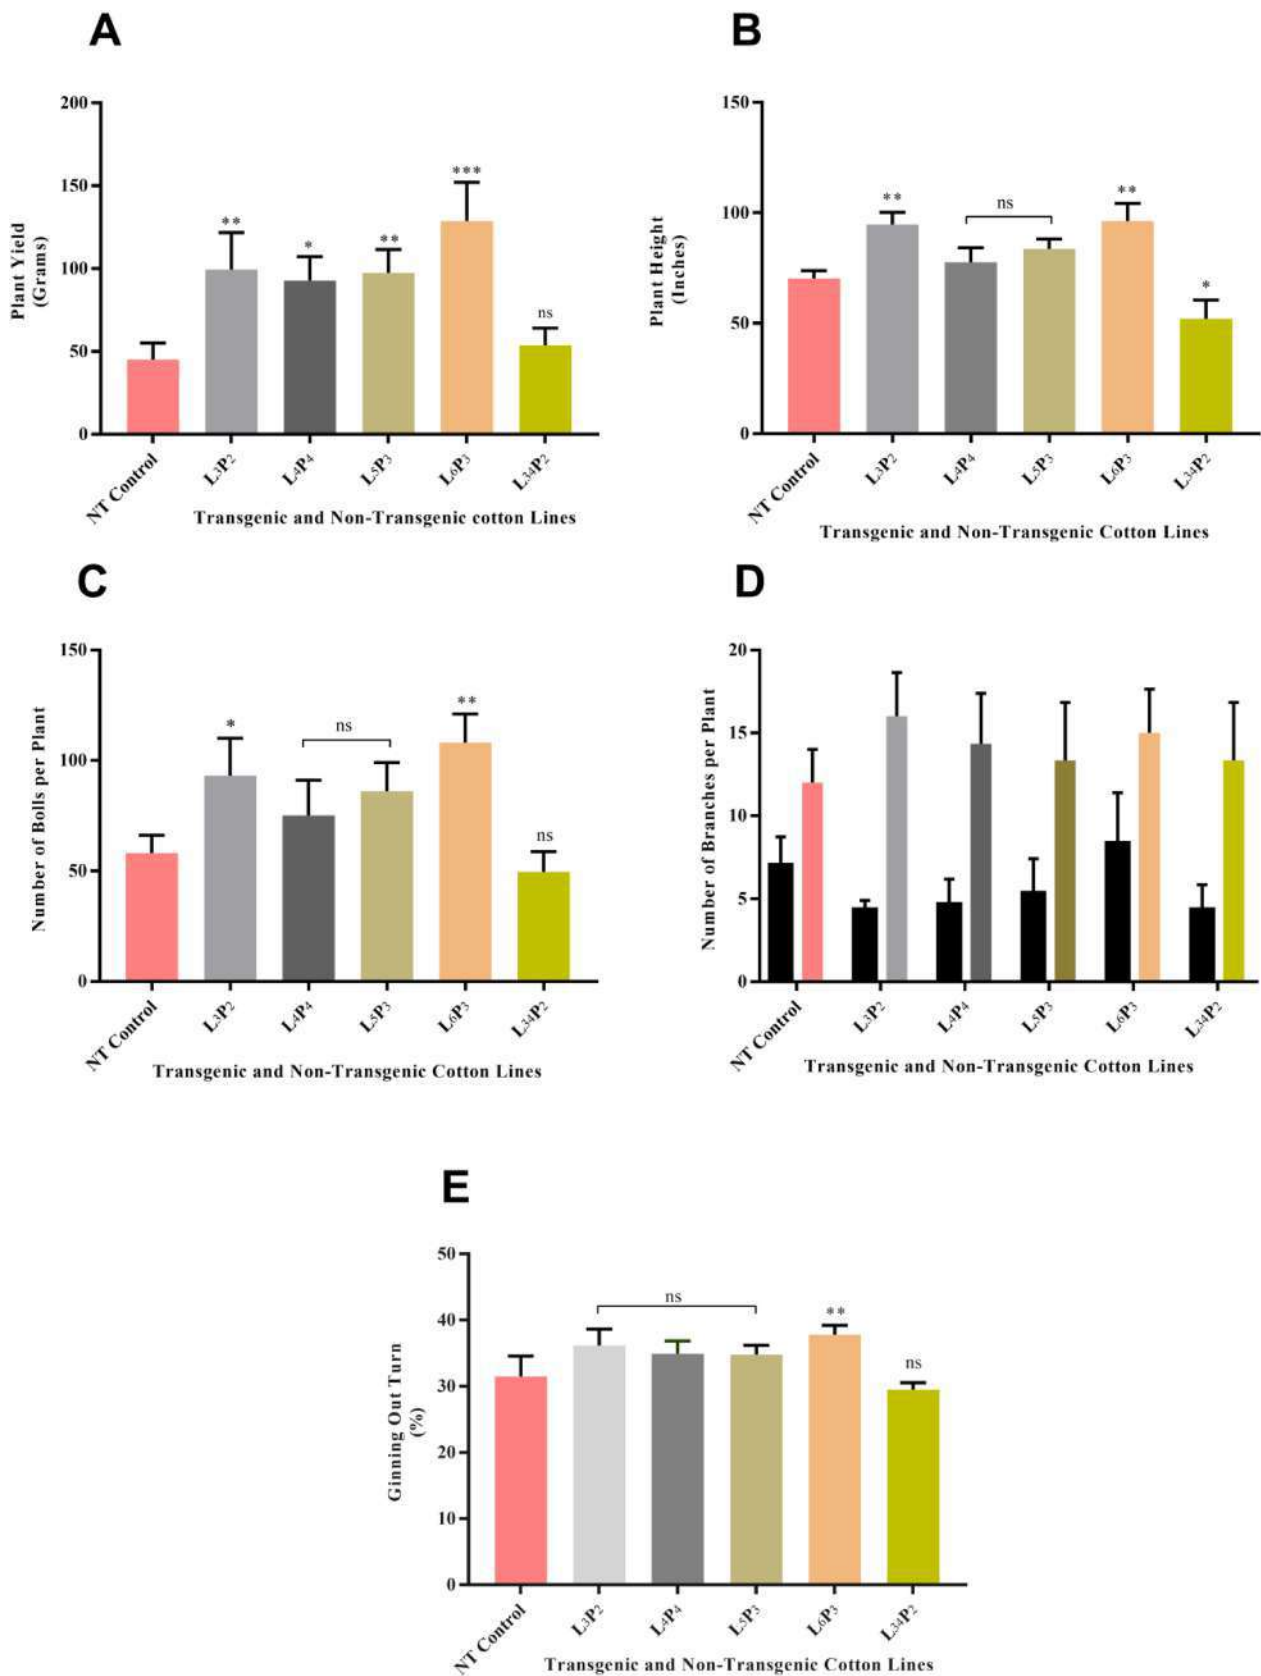 A
Plant Yield
(Grams)
200
150
100
50
0
**
*
**
***
ns
NT Control
L3P2
L4P4
L5P3
L6P3
L34P2
Transgenic and Non-Transgenic cotton Lines
B
Plant Height
(Inches)
150
100
50
0
**
ns
**
*
NT Control
L3P2
L4P4
L5P3
L6P3
L34P2
Transgenic and Non-Transgenic Cotton Lines
C
Number of Bolls per Plant
150
100
50
0
*
ns
**
ns
NT Control
L3P2
L4P4
L5P3
L6P3
L34P2
Transgenic and Non-Transgenic Cotton Lines
D
Number of Branches per Plant
20
15
10
5
0
NT Control
L3P2
L4P4
L5P3
L6P3
L34P2
Transgenic and Non-Transgenic Cotton Lines
E
Ginning Out Turn
(%)
50
40
30
20
10
0
ns
**
ns
NT Control
L3P2
L4P4
L5P3
L6P3
L34P2
Transgenic and Non-Transgenic Cotton Lines